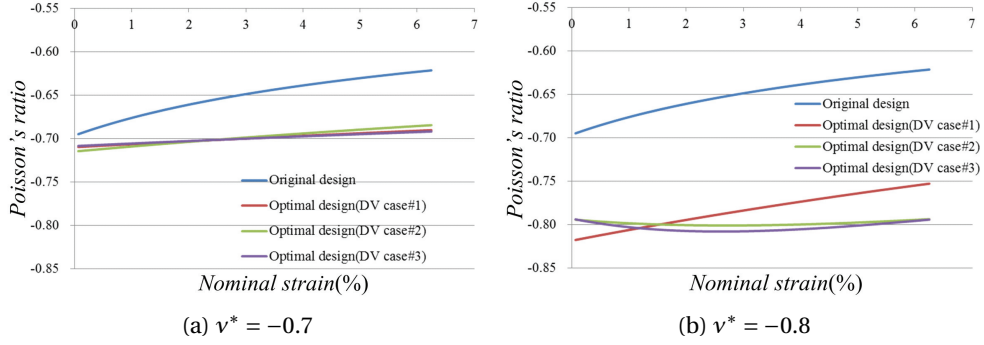 -0.55
0 1 2 3 4 5 6 7
-0.60
-0.65
-0.70
-0.75
-0.80
-0.85
Poisson's ratio
Original design
Optimal design(DV case#1)
Optimal design(DV case#2)
Optimal design(DV case#3)
Nominal strain(%)
(a) ν* = −0.7
-0.55
0 1 2 3 4 5 6 7
-0.60
-0.65
-0.70
-0.75
-0.80
-0.85
Poisson's ratio
Original design
Optimal design(DV case#1)
Optimal design(DV case#2)
Optimal design(DV case#3)
Nominal strain(%)
(b) ν* = −0.8